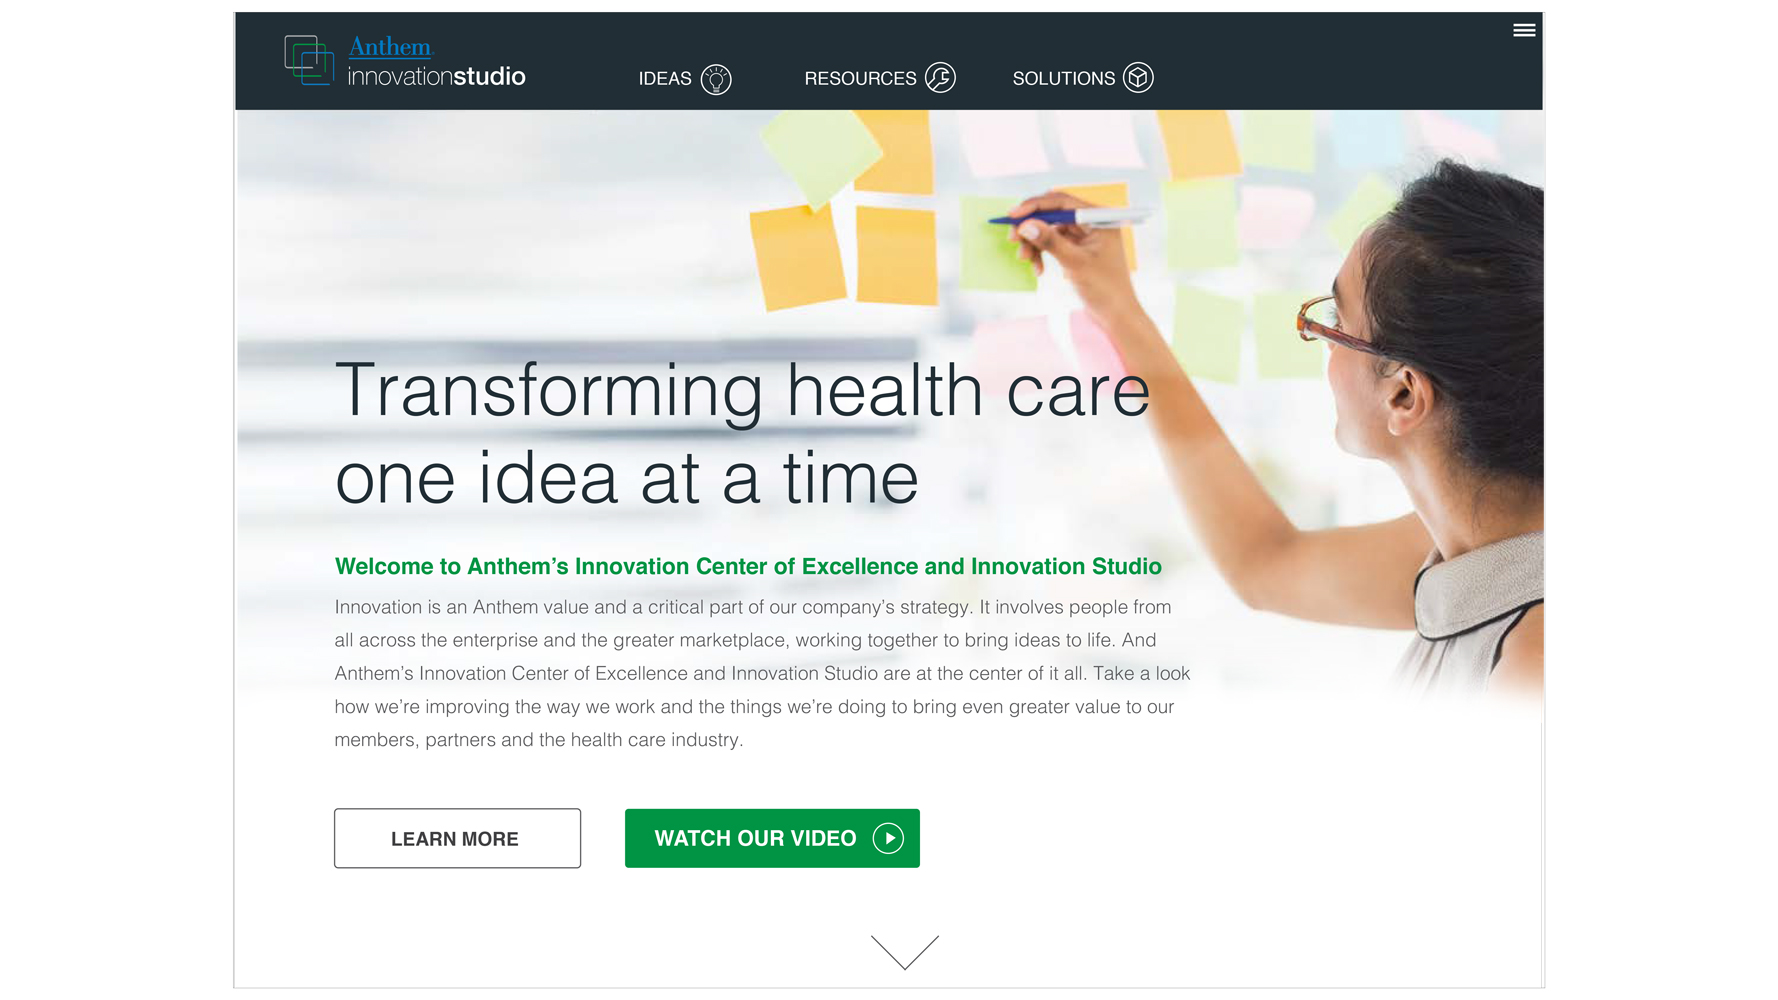 Anthem
innovationstudio
IDEAS
RESOURCES
SOLUTIONS
Transforming health care
one idea at a time
Welcome to Anthem’s Innovation Center of Excellence and Innovation Studio
Innovation is an Anthem value and a critical part of our company’s strategy. It involves people from
all across the enterprise and the greater marketplace, working together to bring ideas to life. And
Anthem’s Innovation Center of Excellence and Innovation Studio are at the center of it all. Take a look
how we’re improving the way we work and the things we’re doing to bring even greater value to our
members, partners and the health care industry.
LEARN MORE
WATCH OUR VIDEO